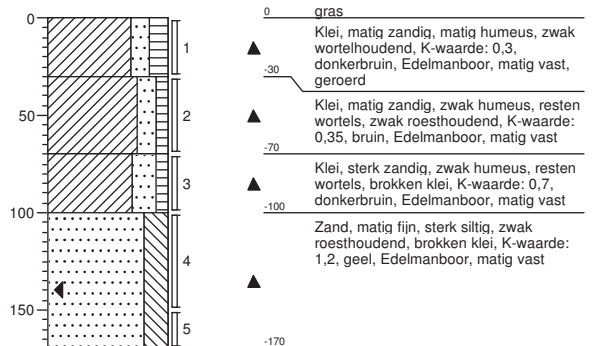 0
50
100
150
1
2
3
4
5
0 gras
Klei, matig zandig, matig humeus, zwak
wortelhoudend, K-waarde: 0,3,
donkerbruin, Edelmanboor, matig vast,
geroerd
-30
Klei, matig zandig, zwak humeus, resten
wortels, zwak roesthoudend, K-waarde:
0,35, bruin, Edelmanboor, matig vast
-70
Klei, sterk zandig, zwak humeus, resten
wortels, brokken klei, K-waarde: 0,7,
donkerbruin, Edelmanboor, matig vast
-100
Zand, matig fijn, sterk siltig, zwak
roesthoudend, brokken klei, K-waarde:
1,2, geel, Edelmanboor, matig vast
-170